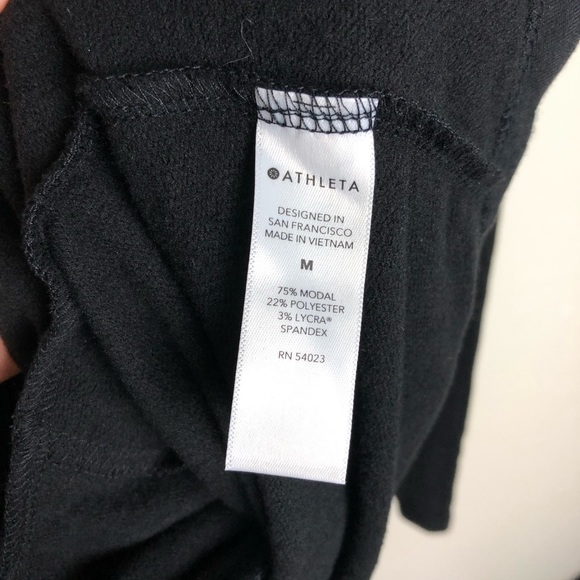 ATHLETA
DESIGNED IN
SAN FRANCISCO
MADE IN VIETNAM
M
75% MODAL
22% POLYESTER
3% LYCRA®
SPANDEX
RN 54023